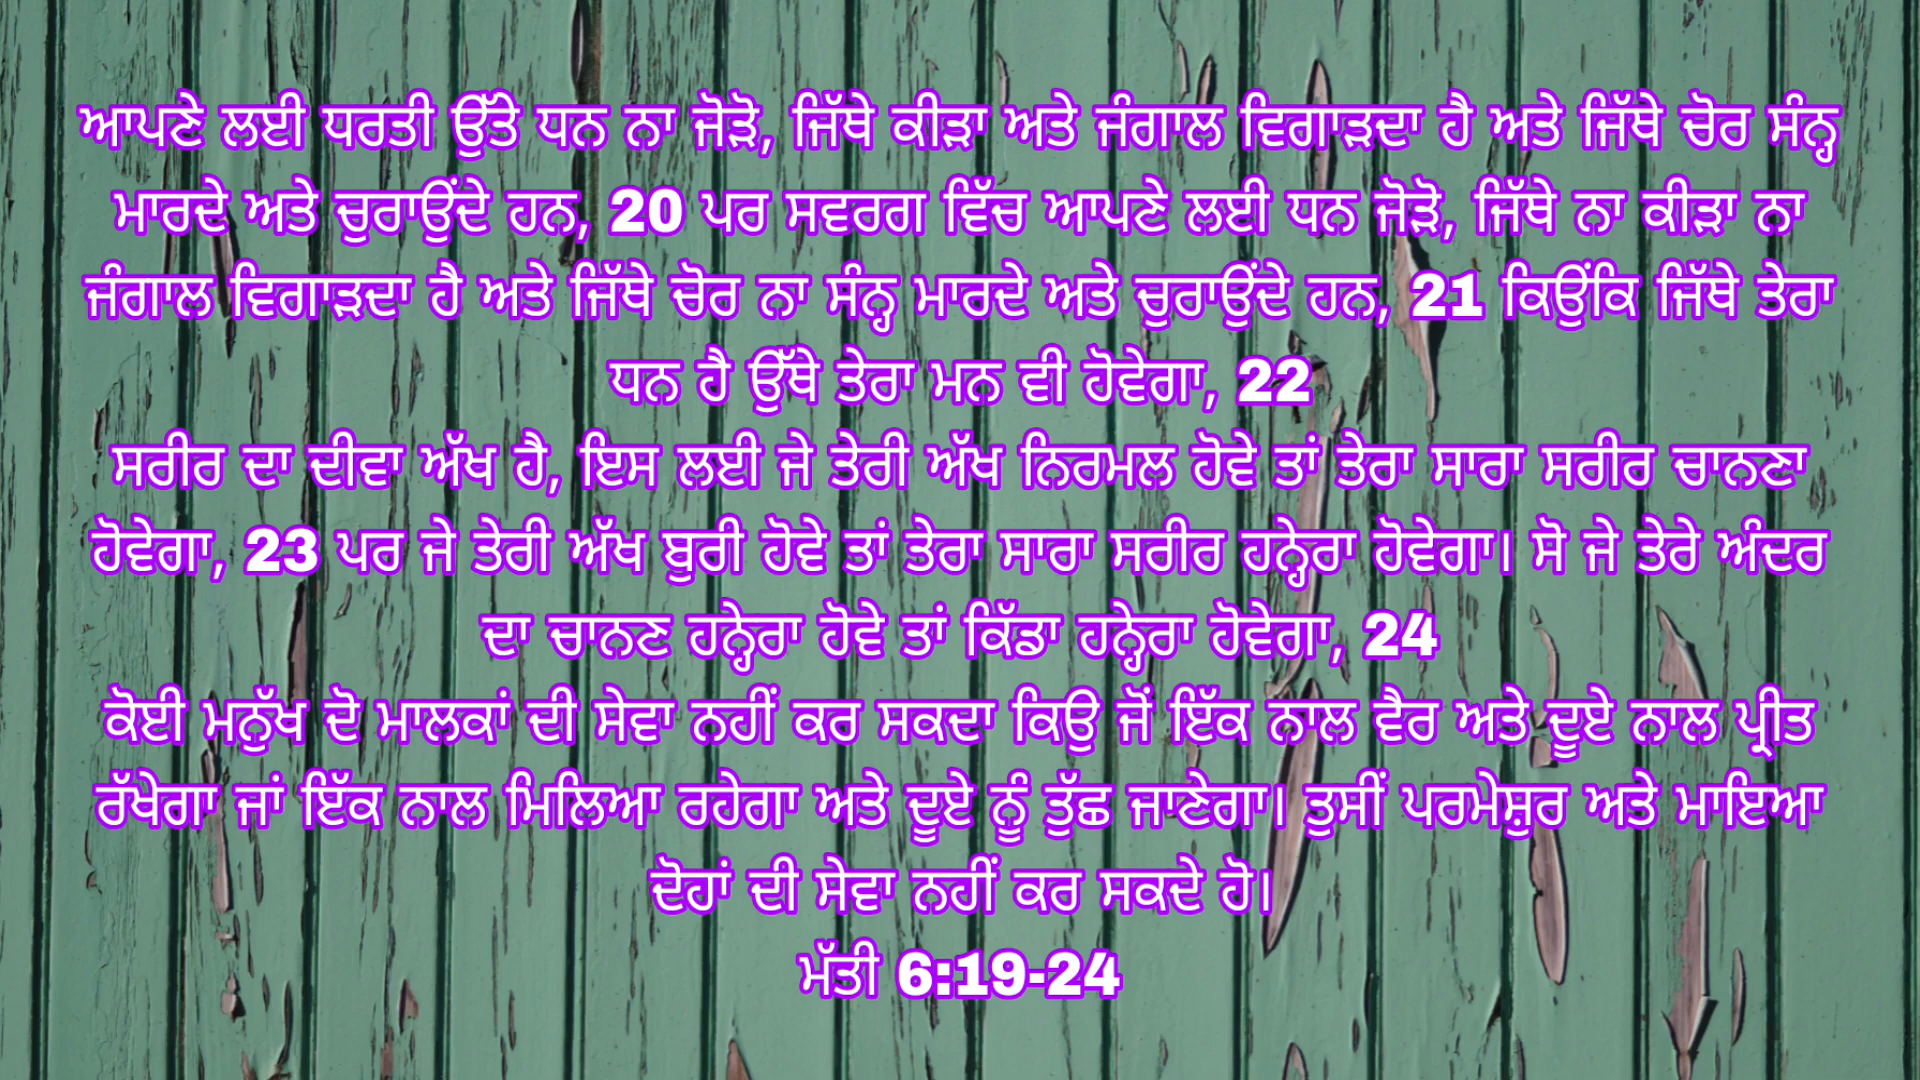 ਆਪਣੇ ਲਈ ਧਰਤੀ ਉੱਤੇ ਧਨ ਨਾ ਜੋੜੋ, ਜਿੱਥੇ ਕੀੜਾ ਅਤੇ ਜੰਗਾਲ ਵਿਗਾੜਦਾ ਹੈ ਅਤੇ ਜਿੱਥੇ ਚੋਰ ਸੰਨ੍ਹ
ਮਾਰਦੇ ਅਤੇ ਚੁਰਾਉਂਦੇ ਹਨ, 20 ਪਰ ਸਵਰਗ ਵਿੱਚ ਆਪਣੇ ਲਈ ਧਨ ਜੋੜੋ, ਜਿੱਥੇ ਨਾ ਕੀੜਾ ਨਾ
ਜੰਗਾਲ ਵਿਗਾੜਦਾ ਹੈ ਅਤੇ ਜਿੱਥੇ ਚੋਰ ਨਾ ਸੰਨ੍ਹ ਮਾਰਦੇ ਅਤੇ ਚੁਰਾਉਂਦੇ ਹਨ, 21 ਕਿਉਂਕਿ ਜਿੱਥੇ ਤੇਰਾ
ਧਨ ਹੈ ਉੱਥੇ ਤੇਰਾ ਮਨ ਵੀ ਹੋਵੇਗਾ, 22
ਸਰੀਰ ਦਾ ਦੀਵਾ ਅੱਖ ਹੈ, ਇਸ ਲਈ ਜੇ ਤੇਰੀ ਅੱਖ ਨਿਰਮਲ ਹੋਵੇ ਤਾਂ ਤੇਰਾ ਸਾਰਾ ਸਰੀਰ ਚਾਨਣਾ
ਹੋਵੇਗਾ, 23 ਪਰ ਜੇ ਤੇਰੀ ਅੱਖ ਬੁਰੀ ਹੋਵੇ ਤਾਂ ਤੇਰਾ ਸਾਰਾ ਸਰੀਰ ਹਨ੍ਹੇਰਾ ਹੋਵੇਗਾ। ਸੋ ਜੇ ਤੇਰੇ ਅੰਦਰ
ਦਾ ਚਾਨਣ ਹਨ੍ਹੇਰਾ ਹੋਵੇ ਤਾਂ ਕਿੱਡਾ ਹਨ੍ਹੇਰਾ ਹੋਵੇਗਾ, 24
ਕੋਈ ਮਨੁੱਖ ਦੋ ਮਾਲਕਾਂ ਦੀ ਸੇਵਾ ਨਹੀਂ ਕਰ ਸਕਦਾ ਕਿਉ ਜੋਂ ਇੱਕ ਨਾਲ ਵੈਰ ਅਤੇ ਦੂਏ ਨਾਲ ਪ੍ਰੀਤ
ਰੱਖੇਗਾ ਜਾਂ ਇੱਕ ਨਾਲ ਮਿਲਿਆ ਰਹੇਗਾ ਅਤੇ ਦੂਏ ਨੂੰ ਤੁੱਛ ਜਾਣੇਗਾ। ਤੁਸੀਂ ਪਰਮੇਸ਼ੁਰ ਅਤੇ ਮਾਇਆ
ਦੋਹਾਂ ਦੀ ਸੇਵਾ ਨਹੀਂ ਕਰ ਸਕਦੇ ਹੋ।
ਮੱਤੀ 6:19-24